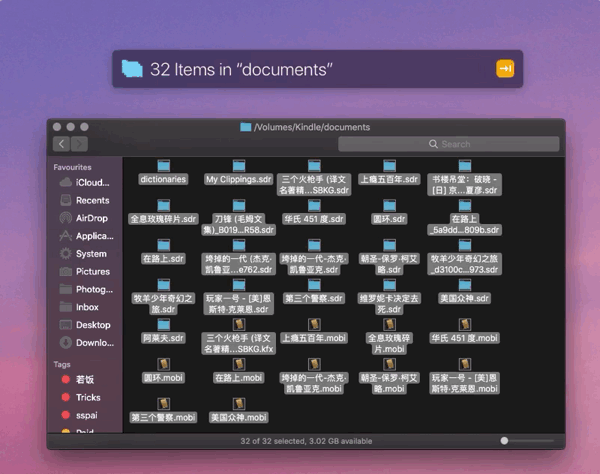 32 Items in “documents”
/Volumes/Kindle/documents
Search
Favourites
iCloud...
Recents
AirDrop
Applica...
System
Pictures
Photog...
Inbox
Desktop
Downlo...
Tags
若饭
Tricks
sspai
Paid
dictionaries
My Clippings.sdr
三个火枪手 (译文
名著精...SBKG.sdr
上瘾五百年.sdr
书楼吊堂：破晓 -
[日] 京...夏彦.sdr
全息玫瑰碎片.sdr
刀锋 (毛姆文
集)_B019...R58.sdr
华氏 451 度.sdr
圆环.sdr
在路上
_5a9dd...809b.sdr
在路上.sdr
垮掉的一代 (杰克·
凯鲁亚...e762.sdr
垮掉的一代-杰克·
凯鲁亚克.sdr
朝圣-保罗·柯艾
略.sdr
牧羊少年奇幻之旅
_d3100c...973.sdr
牧羊少年奇幻之
旅.sdr
玩家一号 - [美]恩
斯特·克莱恩.sdr
第三个警察.sdr
维罗妮卡决定去
死.sdr
美国众神.sdr
阿莱夫.sdr
三个火枪手 (译文
名著精...SBKG.kfx
上瘾五百年.mobi
全息玫瑰碎
片.mobi
华氏 451 度.mobi
圆环.mobi
在路上.mobi
垮掉的一代-杰克·
凯鲁亚克.mobi
朝圣-保罗·柯艾
略.mobi
玩家一号 - [美]恩
斯特·克莱恩.mobi
第三个警察.mobi
美国众神.mobi
32 of 32 selected, 3.02 GB available